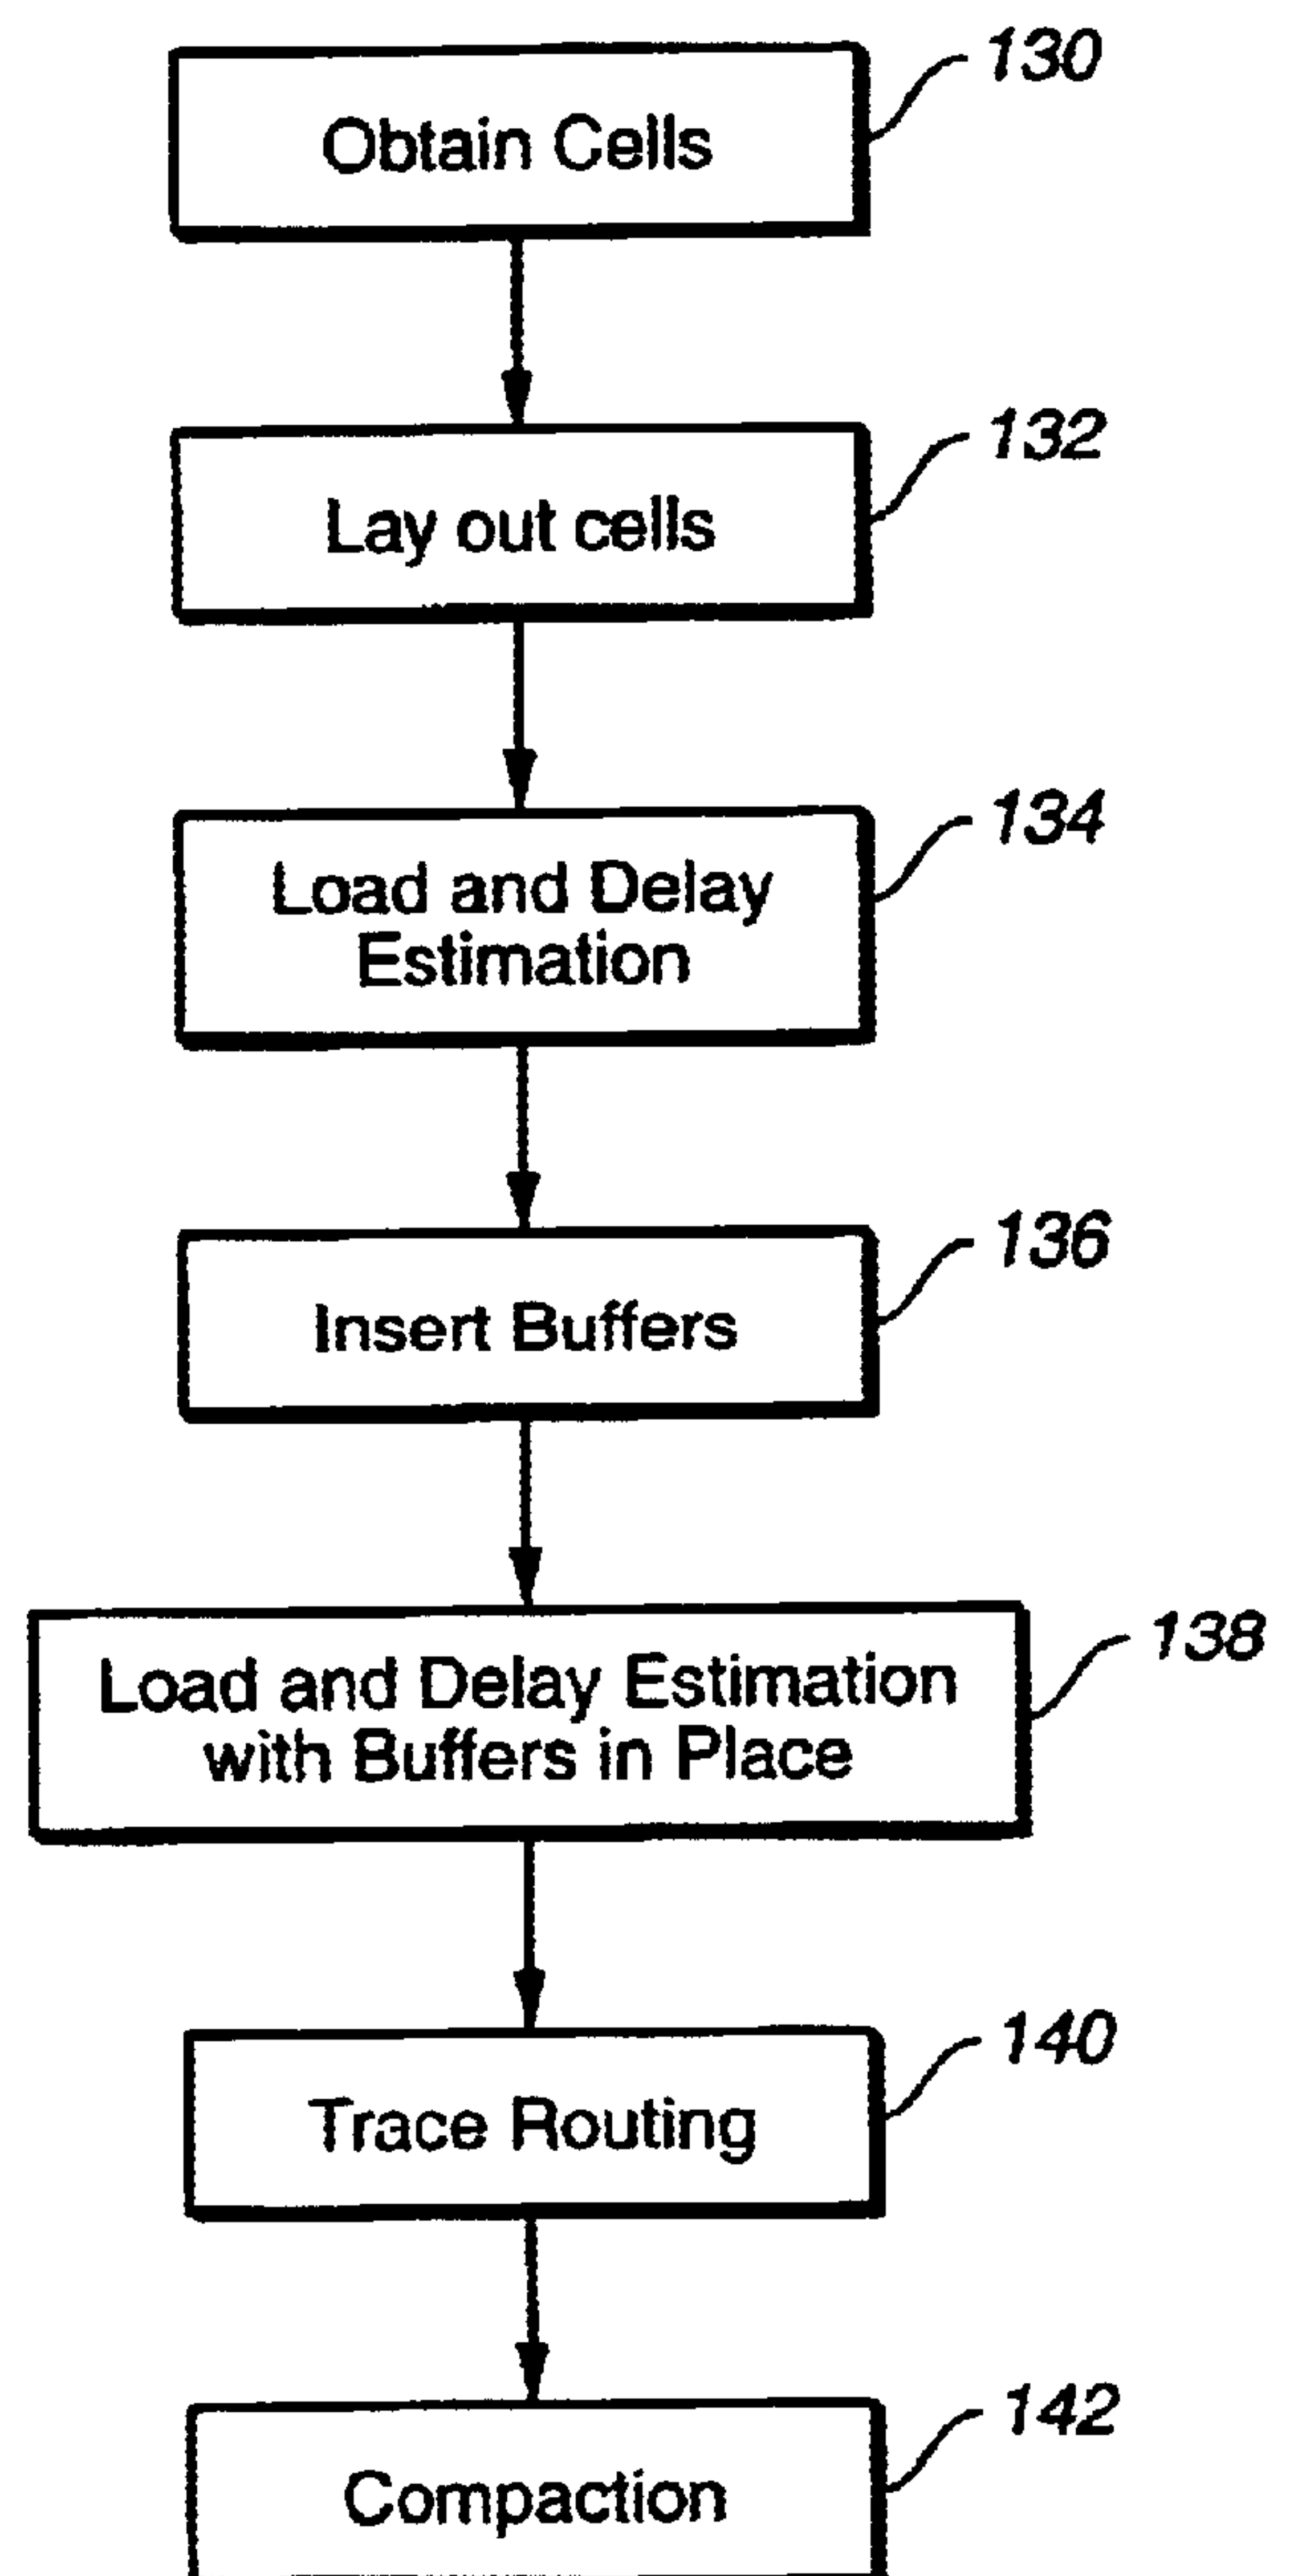 130
Obtain Cells
132
Lay out cells
134
Load and Delay
Estimation
136
Insert Buffers
138
Load and Delay Estimation
with Buffers in Place
140
Trace Routing
142
Compaction